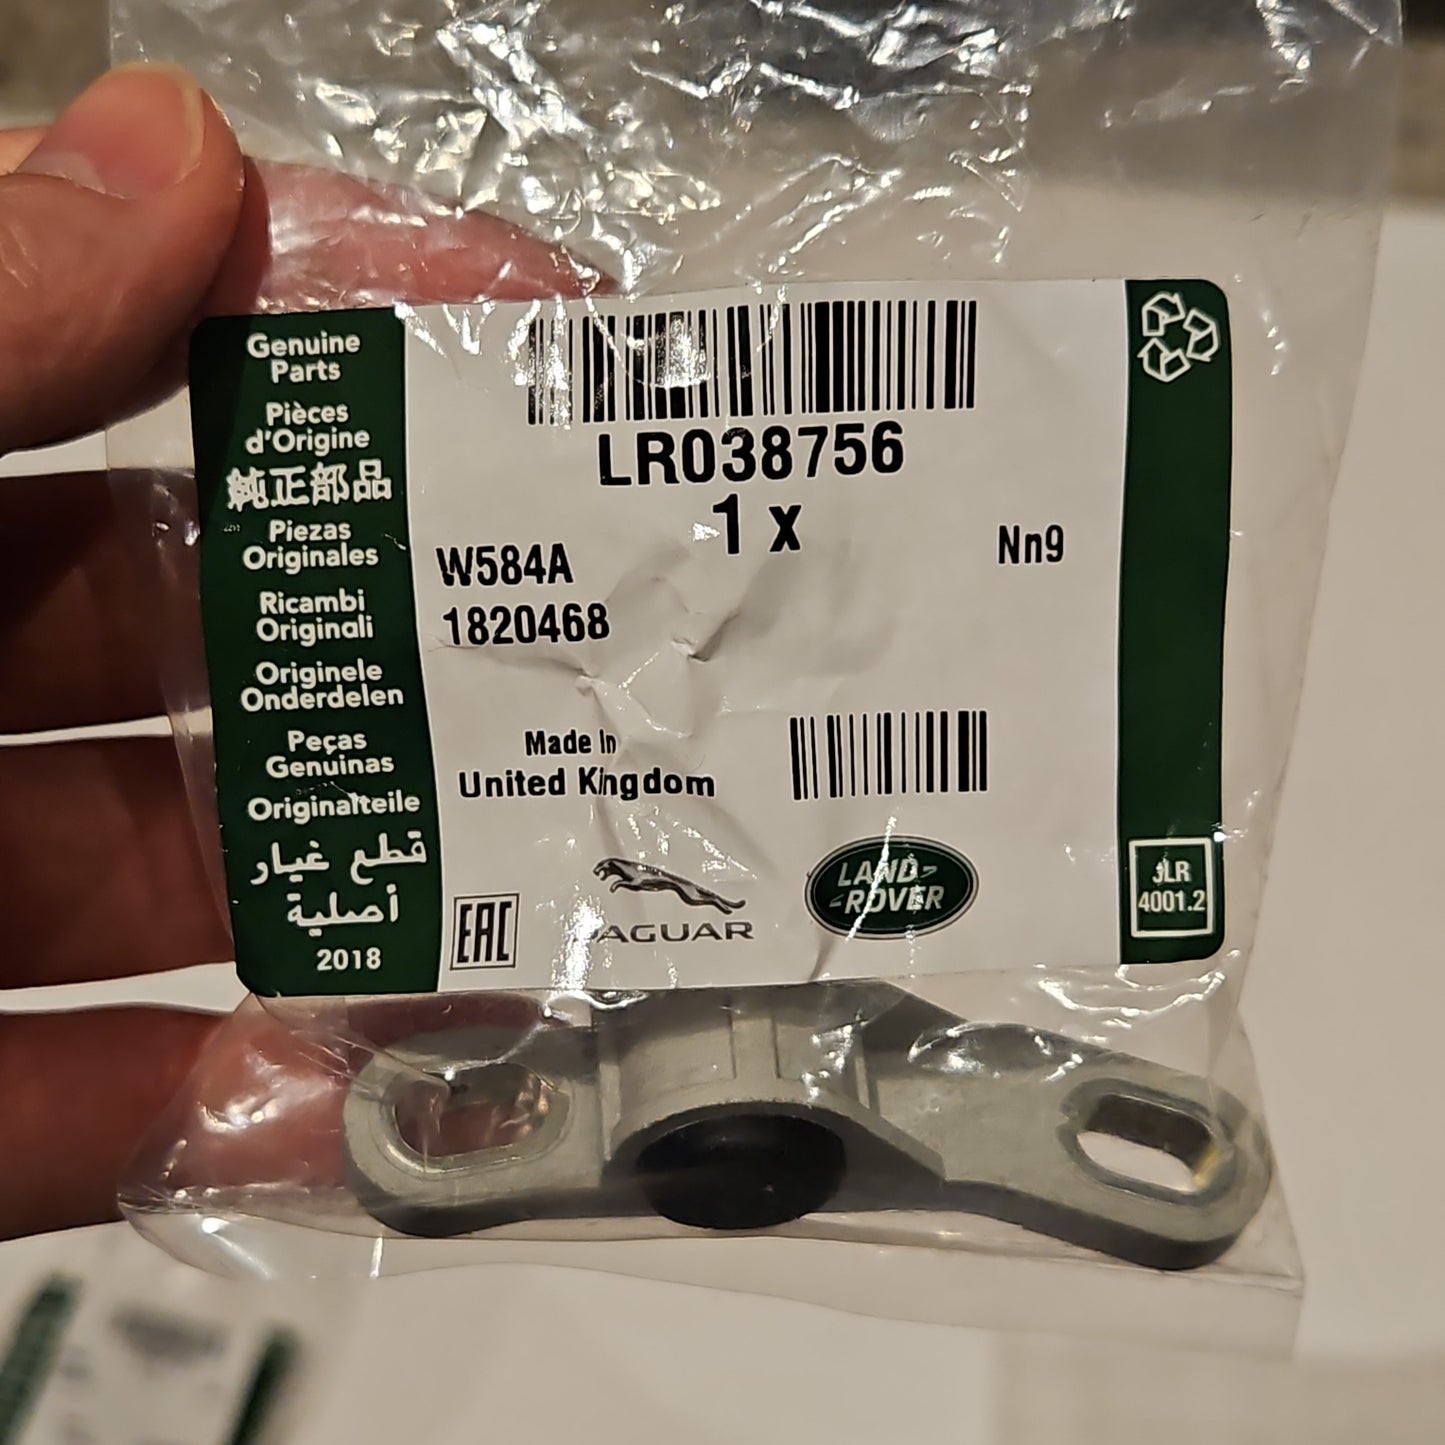 Genuine
Parts
Pièces
d'Origine
純正部品
Piezas
Originales
Ricambi
Originali
Originele
Onderdelen
Peças
Genuinas
Originalteile
قطع غيار
أصلية
2018
LR038756
1 x
W584A
Nn9
1820468
Made In
United Kingdom
EAC
JAGUAR
LAND-
-ROVER
JLR
4001.2